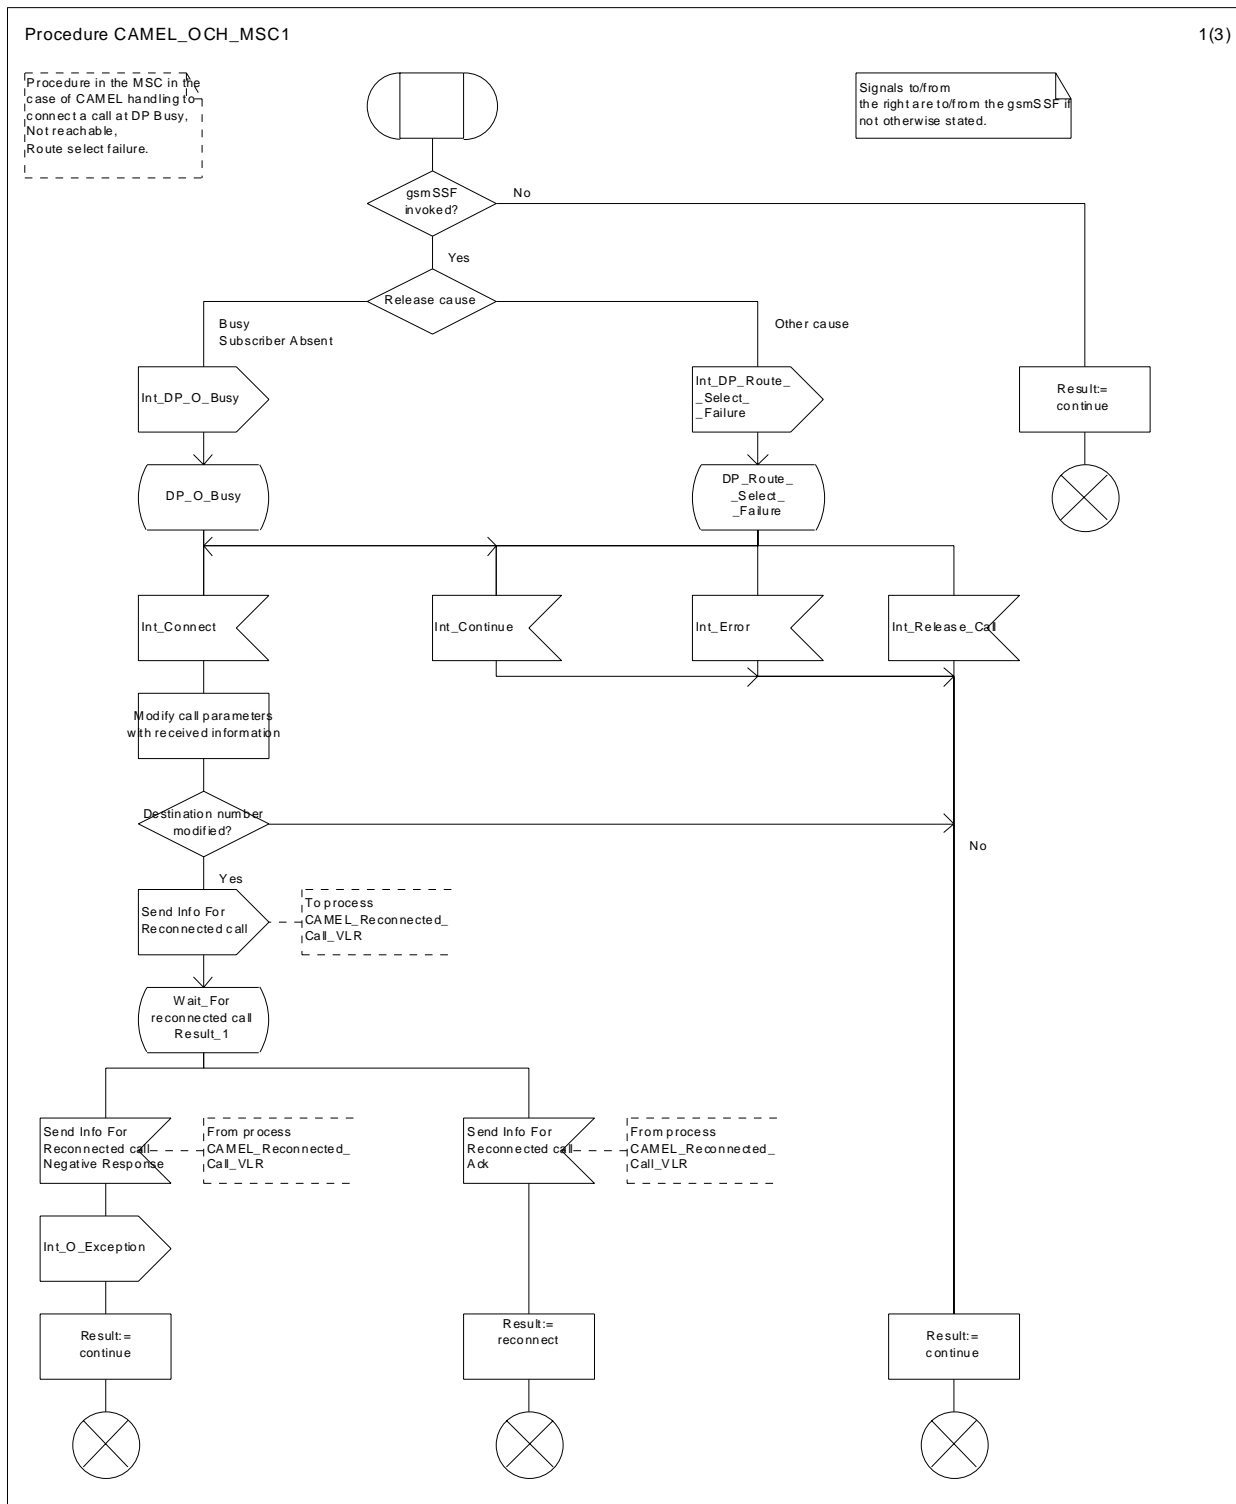 Procedure CAMEL_OCH_MSC1
1(3)
Procedure in the MSC in the
case of CAMEL handling to
connect a call at DP Busy,
Not reachable,
Route select failure.
Signals to/from
the right are to/from the gsmSSF if
not otherwise stated.
gsmSSF
invoked?
No
Yes
Release cause
Busy
Subscriber Absent
Other cause
Int_DP_O_Busy
Int_DP_Route_
_Select_
_Failure
Result:=
continue
DP_O_Busy
DP_Route_
_Select_
_Failure
Int_Connect
Int_Continue
Int_Error
Int_Release_Call
Modify call parameters
with received information
Destination number
modified?
No
Yes
Send Info For
Reconnected call
To process
CAMEL_Reconnected_
Call_VLR
Wait_For
reconnected call
Result_1
Send Info For
Reconnected call
Negative Response
From process
CAMEL_Reconnected_
Call_VLR
Send Info For
Reconnected call
Ack
From process
CAMEL_Reconnected_
Call_VLR
Int_O_Exception
Result:=
continue
Result:=
reconnect
Result:=
continue